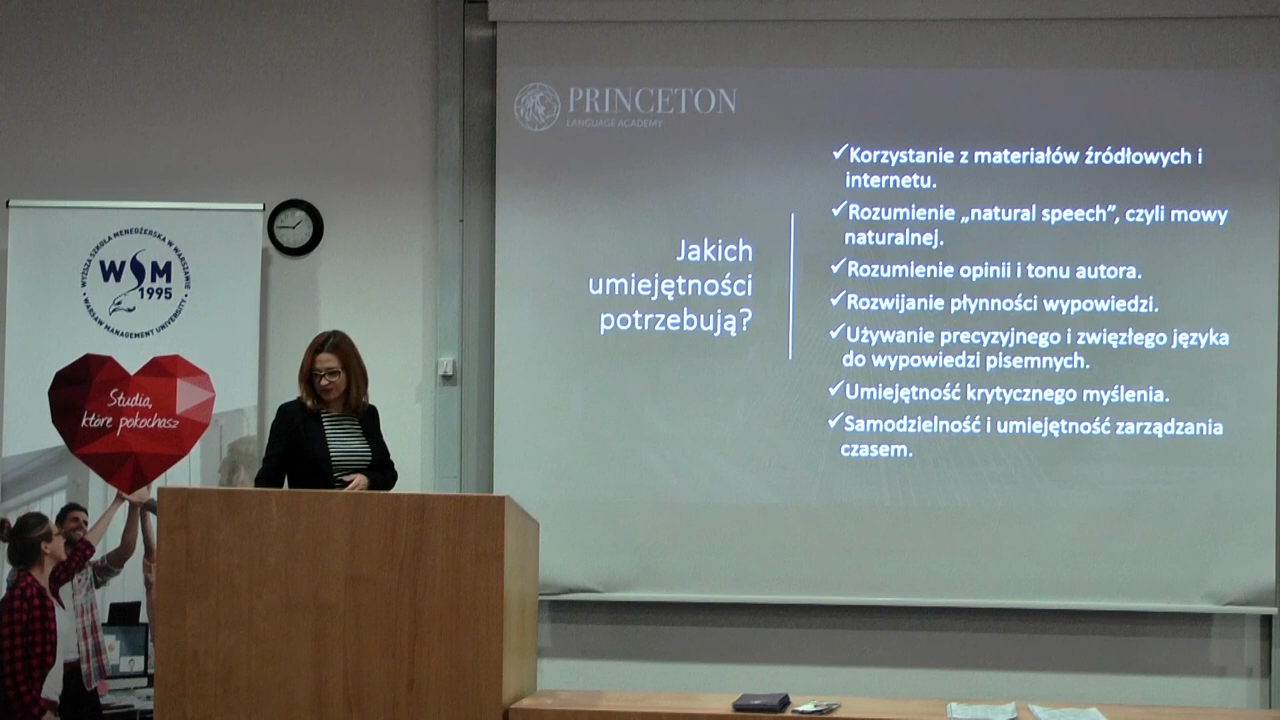 WYŻSZA SZKOŁA MENEDŻERSKA W WARSZAWIE
WSM
1995
• WARSAW MANAGEMENT UNIVERSITY •
Studia,
które pokochasz
PRINCETON
LANGUAGE ACADEMY
Jakich
umiejętności
potrzebują?
✓Korzystanie z materiałów źródłowych i
internetu.
✓Rozumienie „natural speech”, czyli mowy
naturalnej.
✓Rozumienie opinii i tonu autora.
✓Rozwijanie płynności wypowiedzi.
✓Używanie precyzyjnego i zwięzłego języka
do wypowiedzi pisemnych.
✓Umiejętność krytycznego myślenia.
✓Samodzielność i umiejętność zarządzania
czasem.